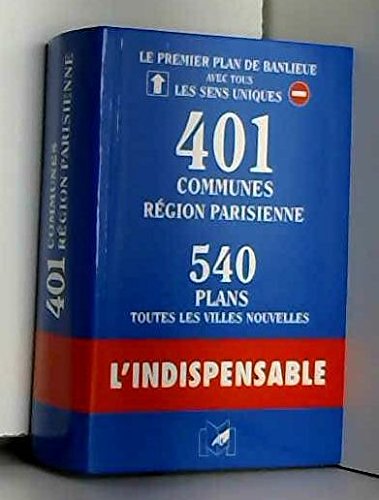 LE PREMIER PLAN DE BANLIEUE
AVEC TOUS
LES SENS UNIQUES
401
COMMUNES
RÉGION PARISIENNE
540
PLANS
TOUTES LES VILLES NOUVELLES
L'INDISPENSABLE
401 COMMUNES
RÉGION PARISIENNE